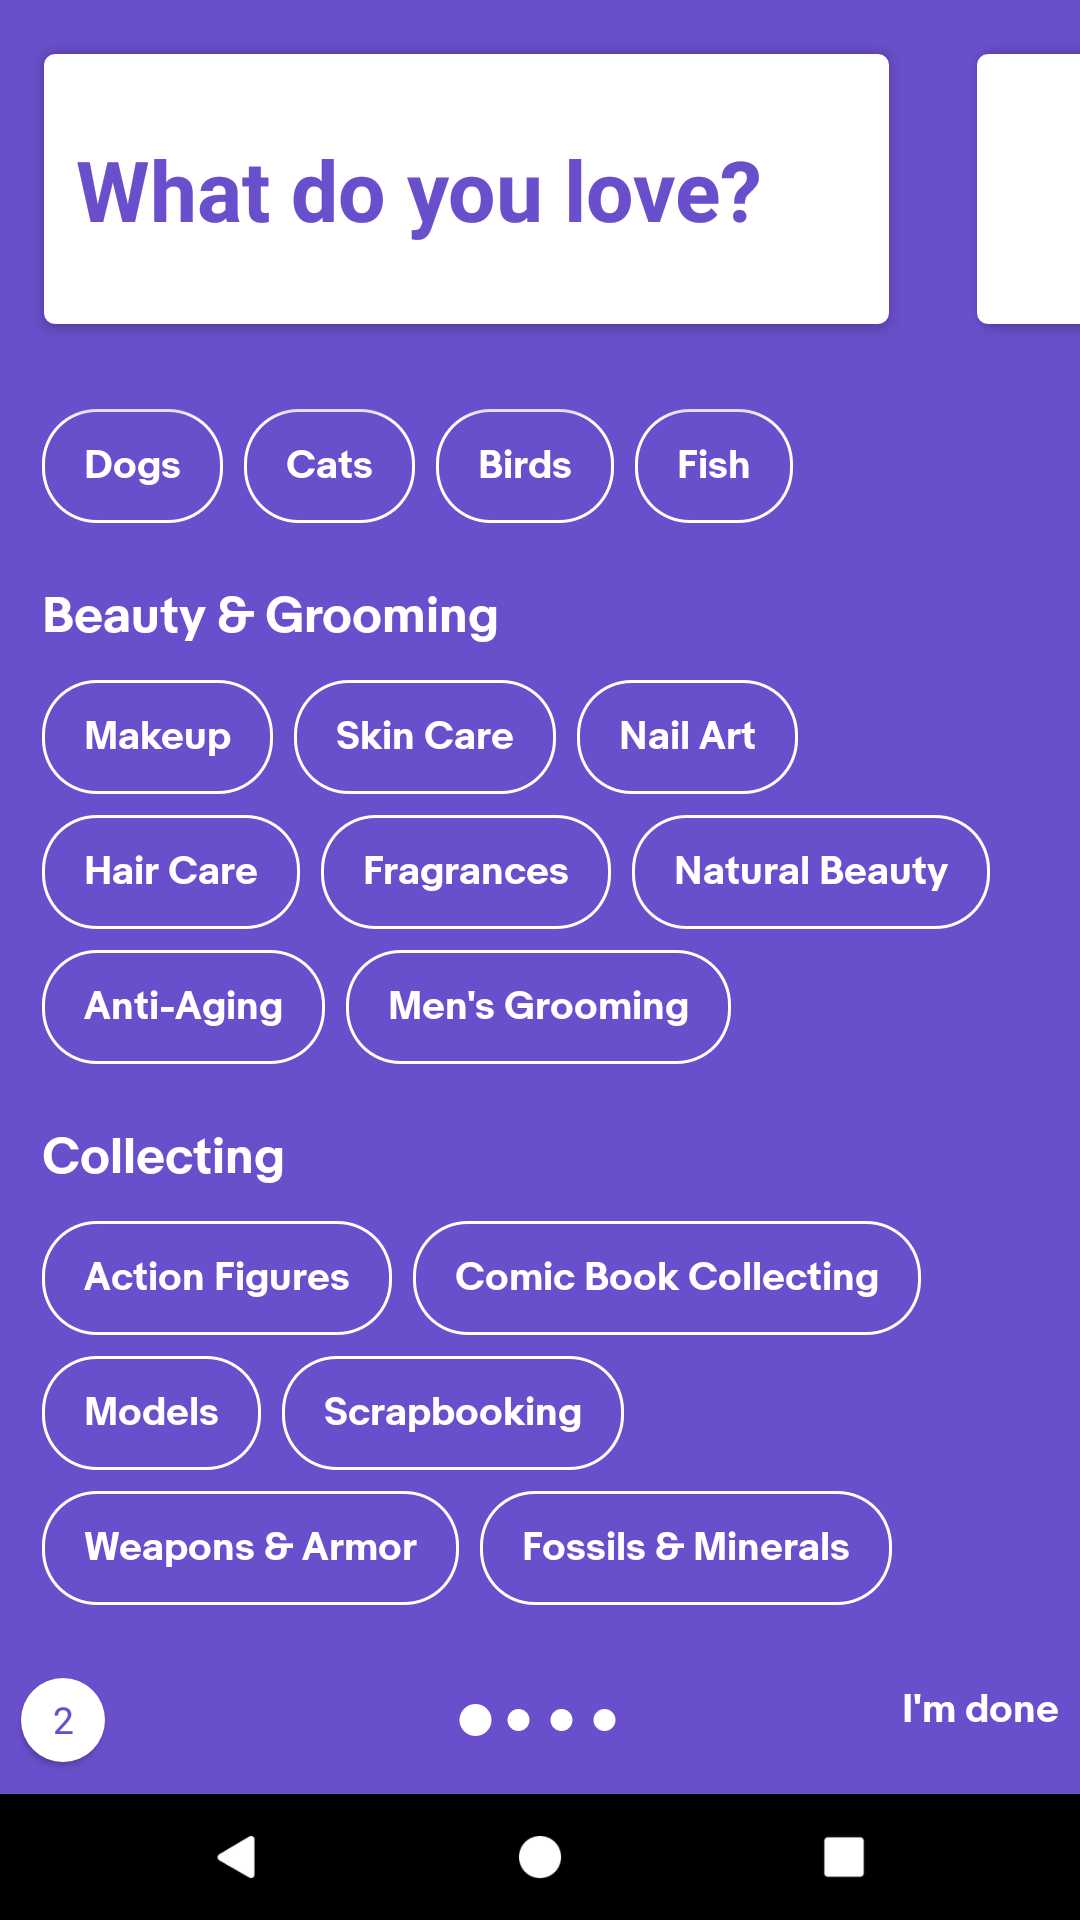 What do you love?
Dogs Cats Birds Fish
Beauty & Grooming
Makeup Skin Care Nail Art
Hair Care Fragrances Natural Beauty
Anti-Aging Men's Grooming
Collecting
Action Figures Comic Book Collecting
Models Scrapbooking
Weapons & Armor Fossils & Minerals
2 I'm done